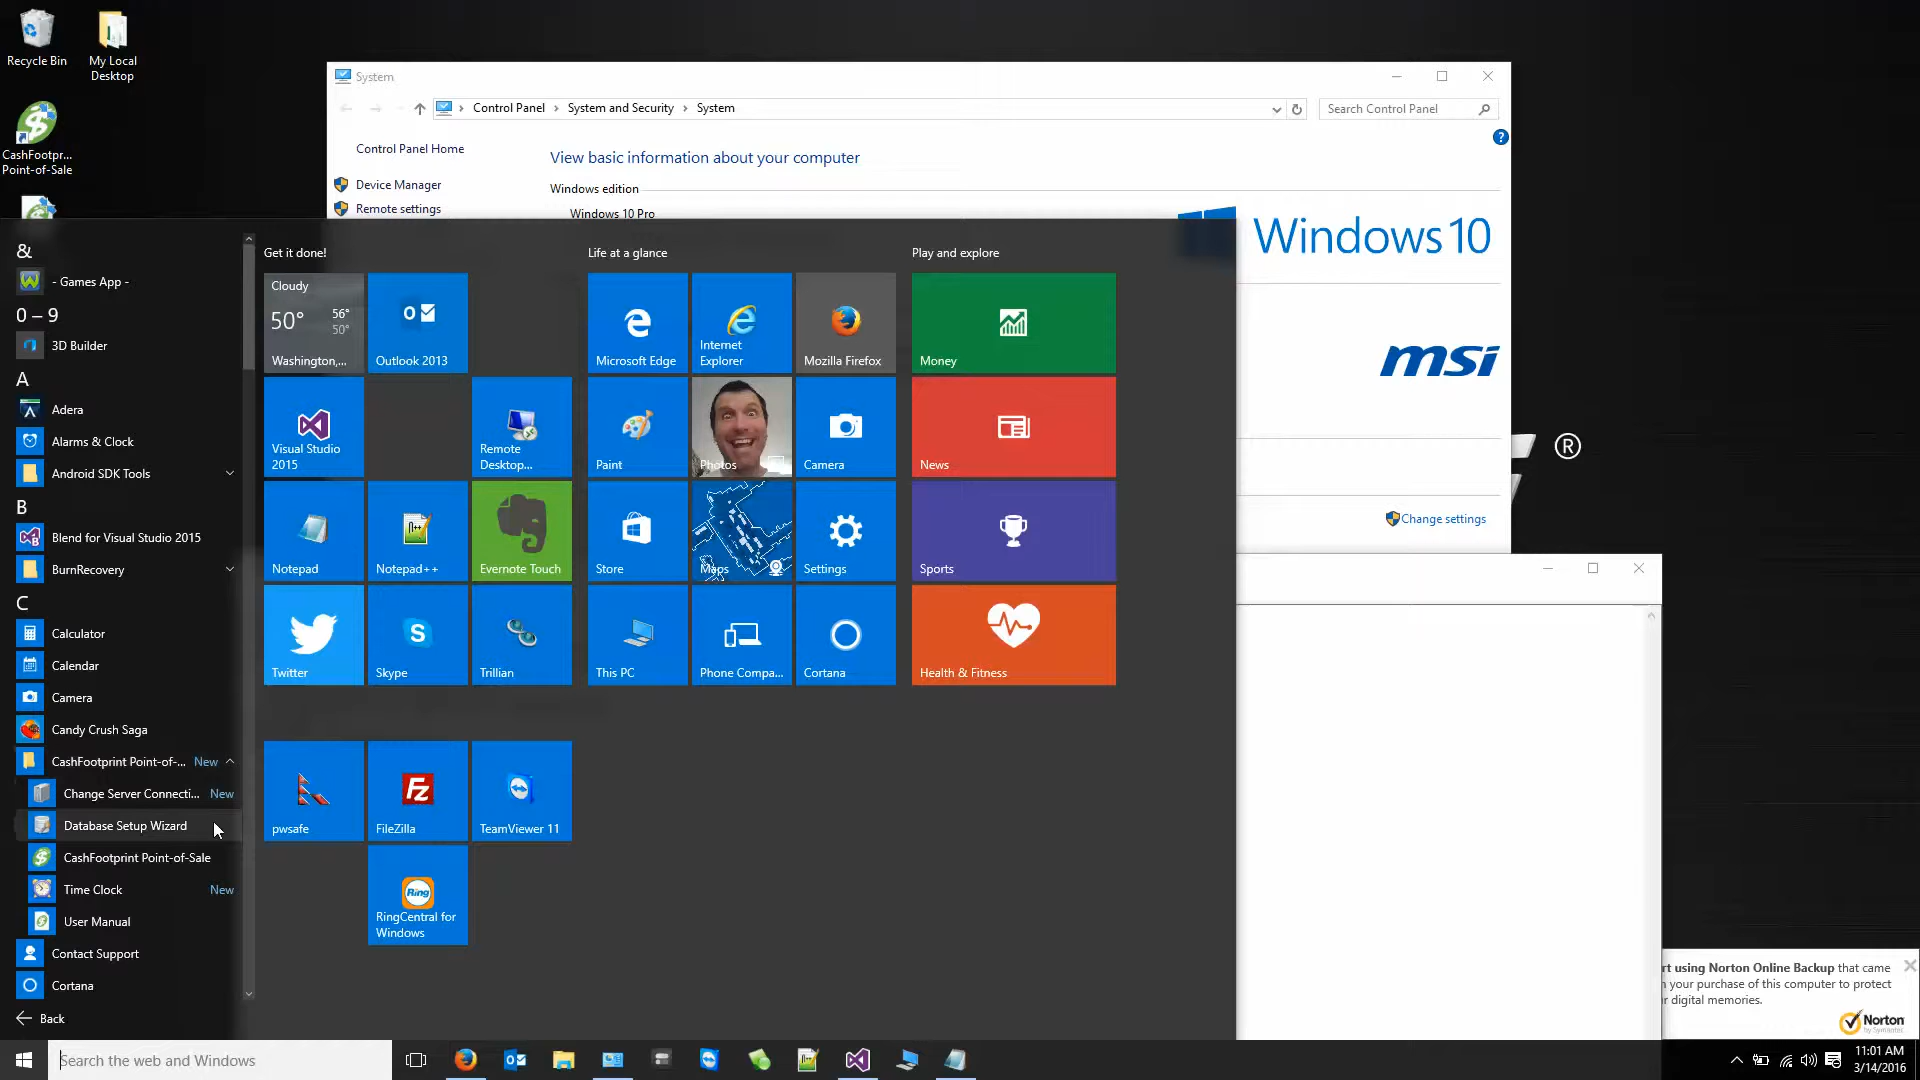 Recycle Bin
My Local
Desktop
CashFootpr...
Point-of-Sale
System
Control Panel
System and Security
System
Search Control Panel
Control Panel Home
Device Manager
Remote settings
View basic information about your computer
Windows edition
Windows 10 Pro
Windows 10
msi
Change settings
®
&
- Games App -
0 – 9
3D Builder
A
Adera
Alarms & Clock
Android SDK Tools
B
Blend for Visual Studio 2015
BurnRecovery
C
Calculator
Calendar
Camera
Candy Crush Saga
CashFootprint Point-of-... New
Change Server Connecti... New
Database Setup Wizard
CashFootprint Point-of-Sale
Time Clock New
User Manual
Contact Support
Cortana
Back
Get it done!
Cloudy
50° 56°
50°
Washington,...
Outlook 2013
Visual Studio
2015
Remote
Desktop...
Notepad
Notepad++
Evernote Touch
Twitter
Skype
Trillian
pwsafe
FileZilla
TeamViewer 11
Ring
RingCentral for
Windows
Life at a glance
Microsoft Edge
Internet
Explorer
Mozilla Firefox
Paint
Photos
Camera
Store
Maps
Settings
This PC
Phone Compa...
Cortana
Play and explore
Money
News
Sports
Health & Fitness
rt using Norton Online Backup that came
your purchase of this computer to protect
r digital memories.
Norton
by Symantec
Search the web and Windows
11:01 AM
3/14/2016